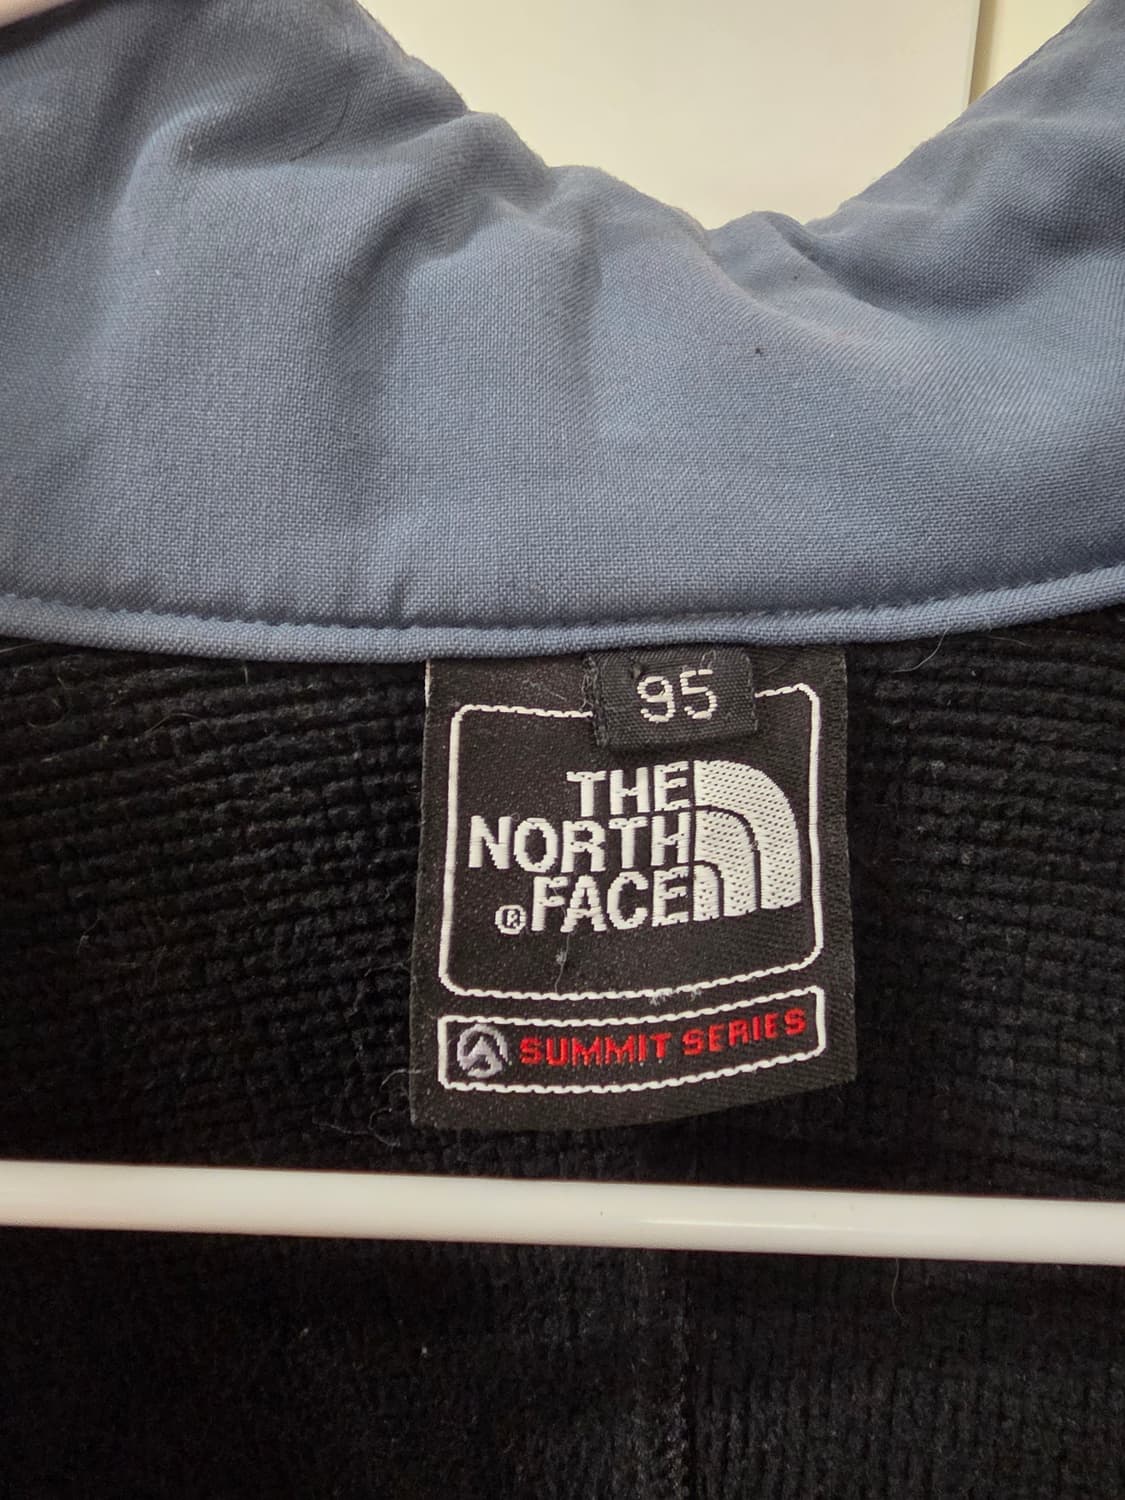 95
THE
NORTH
®FACE
SUMMIT SERIES